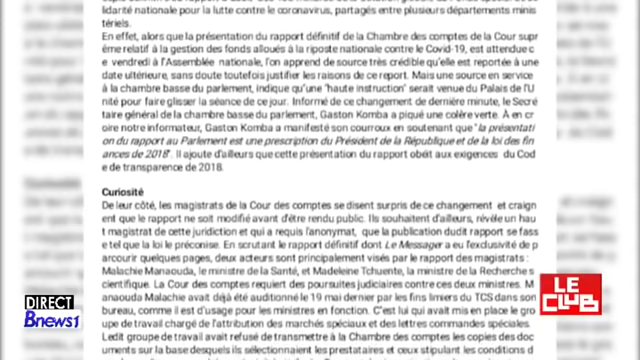 lidarité nationale pour la lutte contre le coronavirus, partagés entre plusieurs départements minis
tériels.
En effet, alors que la présentation du rapport définitif de la Chambre des comptes de la Cour supr
ême relatif à la gestion des fonds alloués à la riposte nationale contre le Covid-19, est attendue c
e vendredi à l'Assemblée nationale, l'on apprend de source très crédible qu'elle est reportée à une
date ultérieure, sans doute toutefois justifier les raisons de ce report. Mais une source en service
à la chambre basse du parlement, indique qu'une "haute instruction" serait venue du Palais de l'U
nité pour faire glisser la séance de ce jour. Informé de ce changement de dernière minute, le Secré
taire général de la chambre basse du parlement, Gaston Komba a piqué une colère verte. À en cr
oire notre informateur, Gaston Komba a manifesté son courroux en soutenant que "la présentati
on du rapport au Parlement est une prescription du Président de la République et de la loi des fin
ances de 2018". Il ajoute d'ailleurs que cette présentation du rapport obéit aux exigences du Cod
e de transparence de 2018.
Curiosité
De leur côté, les magistrats de la Cour des comptes se disent surpris de ce changement et craign
ent que le rapport ne soit modifié avant d'être rendu public. Ils souhaitent d'ailleurs, révèle un hau
t magistrat de cette juridiction et qui a requis l'anonymat, que la publication dudit rapport se fass
e tel que la loi le préconise. En scrutant le rapport définitif dont Le Messager a eu l'exclusivité de p
arcourir quelques pages, deux acteurs sont principalement visés par le rapport des magistrats :
Malachie Manaouda, le ministre de la Santé, et Madeleine Tchuente, la ministre de la Recherche s
cientifique. La Cour des comptes requiert des poursuites judiciaires contre ces deux ministres. M
anaouda Malachie avait déjà été auditionné le 19 mai dernier par les fins limiers du TCS dans son
bureau, comme il est d'usage pour les ministres en fonction. C'est lui qui avait mis en place le gro
upe de travail chargé de l'attribution des marchés spéciaux et des lettres commandes spéciales.
Ledit groupe de travail avait refusé de transmettre à la Chambre des comptes les copies des doc
uments sur la base desquels ils sélectionnaient les prestataires et ceux stipulant les conditions d
LE
CLUB
DIRECT
Bnews1